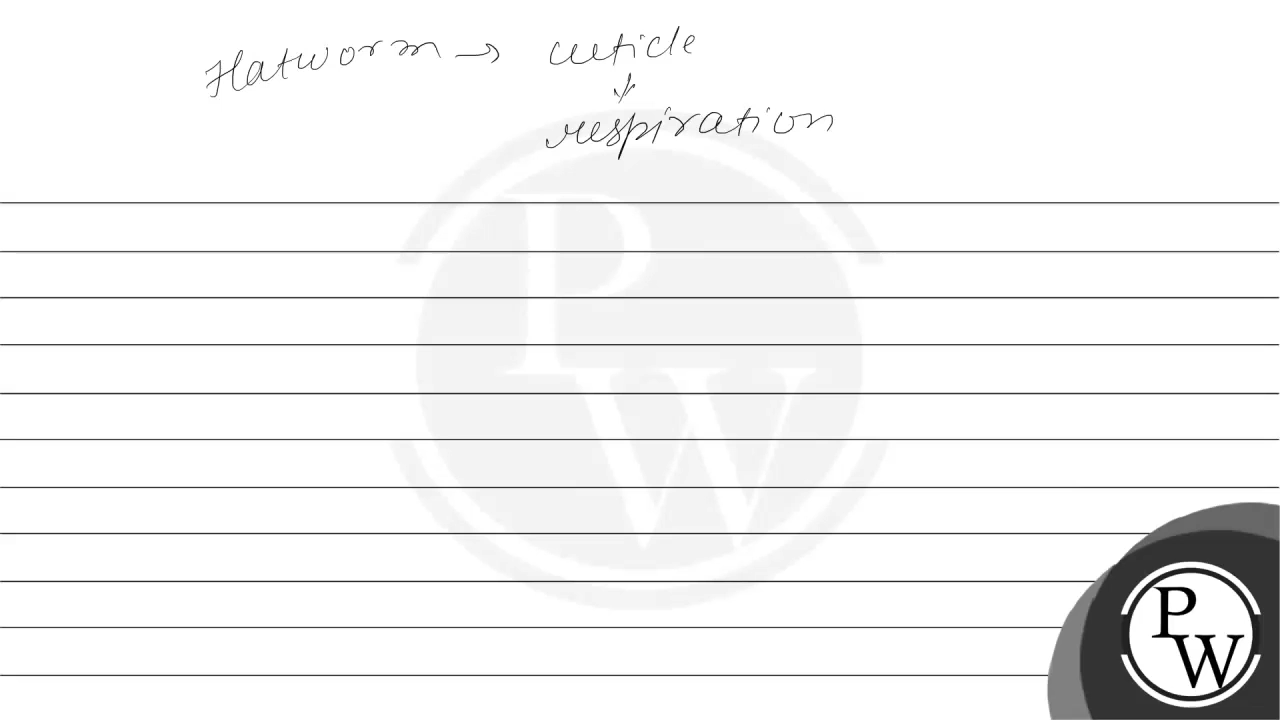 Flatworm → cuticle
↓
respiration
P
W
P
W